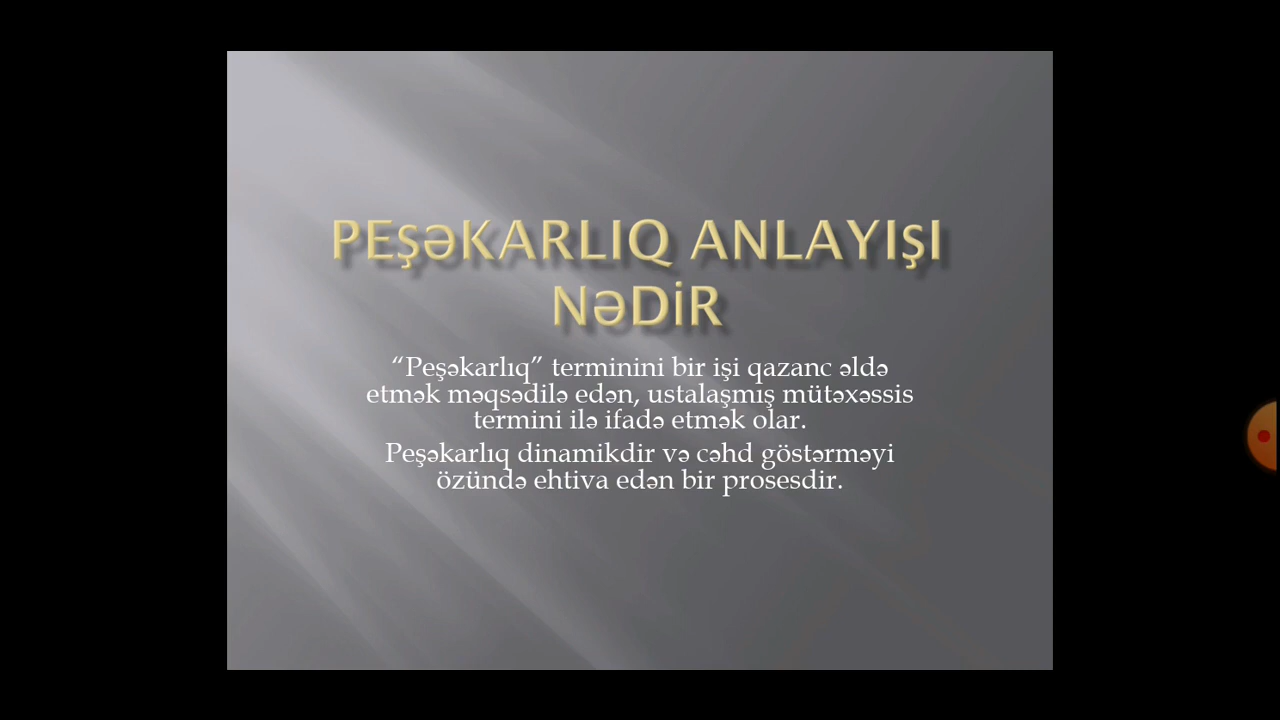 PEŞƏKARLIQ ANLAYIŞI
NƏDİR
“Peşəkarlıq” terminini bir işi qazanc əldə
etmək məqsədilə edən, ustalaşmış mütəxəssis
termini ilə ifadə etmək olar.
Peşəkarlıq dinamikdir və cəhd göstərməyi
özündə ehtiva edən bir prosesdir.